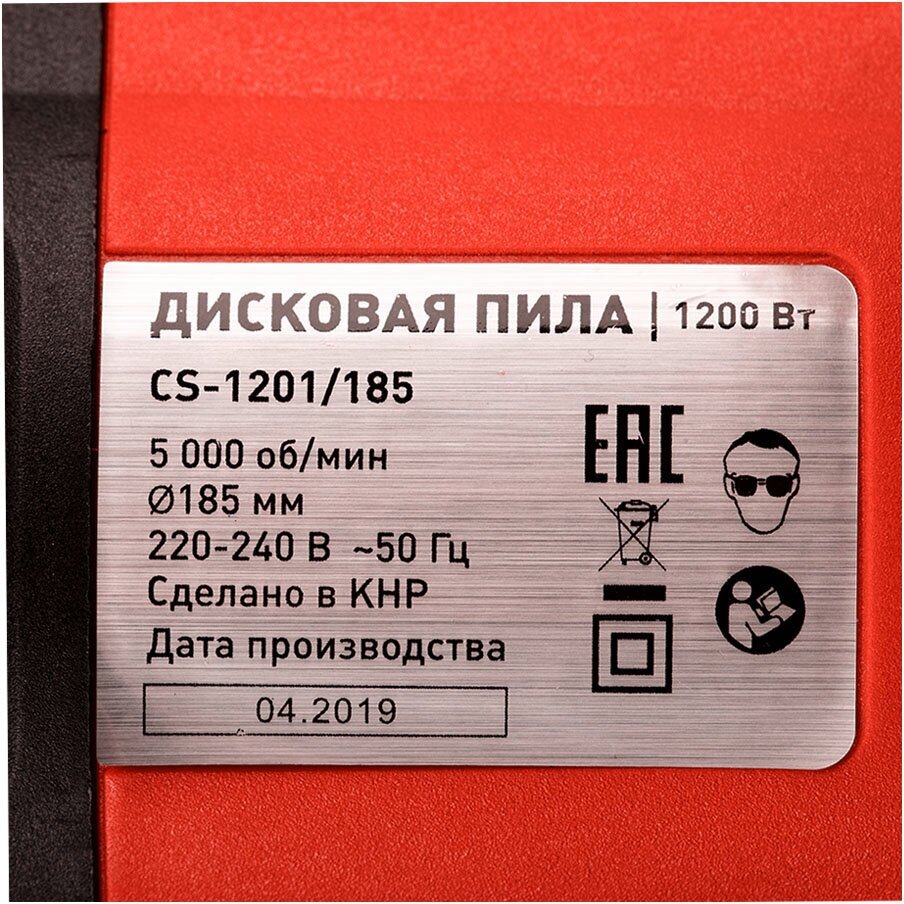 ДИСКОВАЯ ПИЛА | 1200 Вт
CS-1201/185
5 000 об/мин
Ø185 мм
220-240 В ~50 Гц
Сделано в КНР
Дата производства
04.2019
EAC